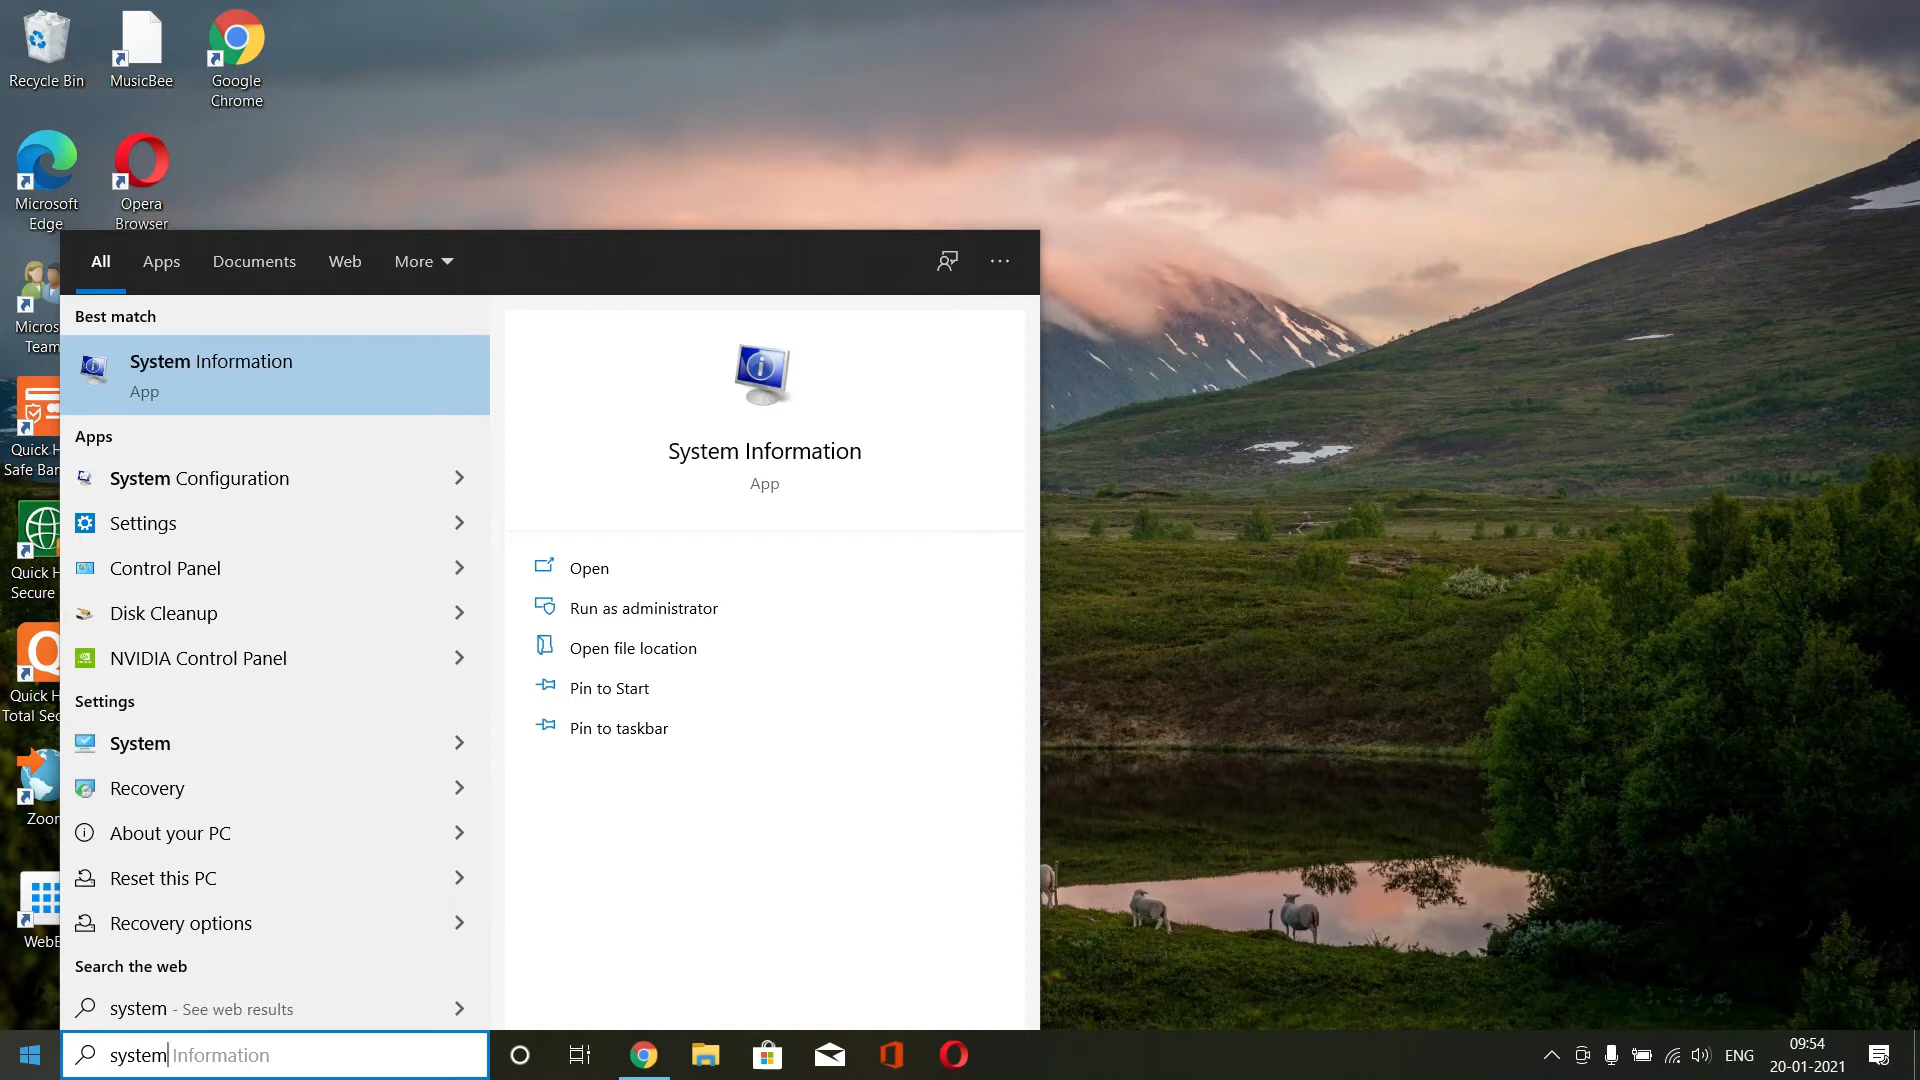 Recycle Bin
MusicBee
Google
Chrome
Microsoft
Edge
Opera
Browser
Micros
Team
Quick H
Safe Ban
Quick H
Secure
Quick H
Total Sec
Zoom
WebE
All
Apps
Documents
Web
More
Best match
System Information
App
Apps
System Configuration
Settings
Control Panel
Disk Cleanup
NVIDIA Control Panel
Settings
System
Recovery
About your PC
Reset this PC
Recovery options
Search the web
system - See web results
system Information
System Information
App
Open
Run as administrator
Open file location
Pin to Start
Pin to taskbar
ENG
09:54
20-01-2021